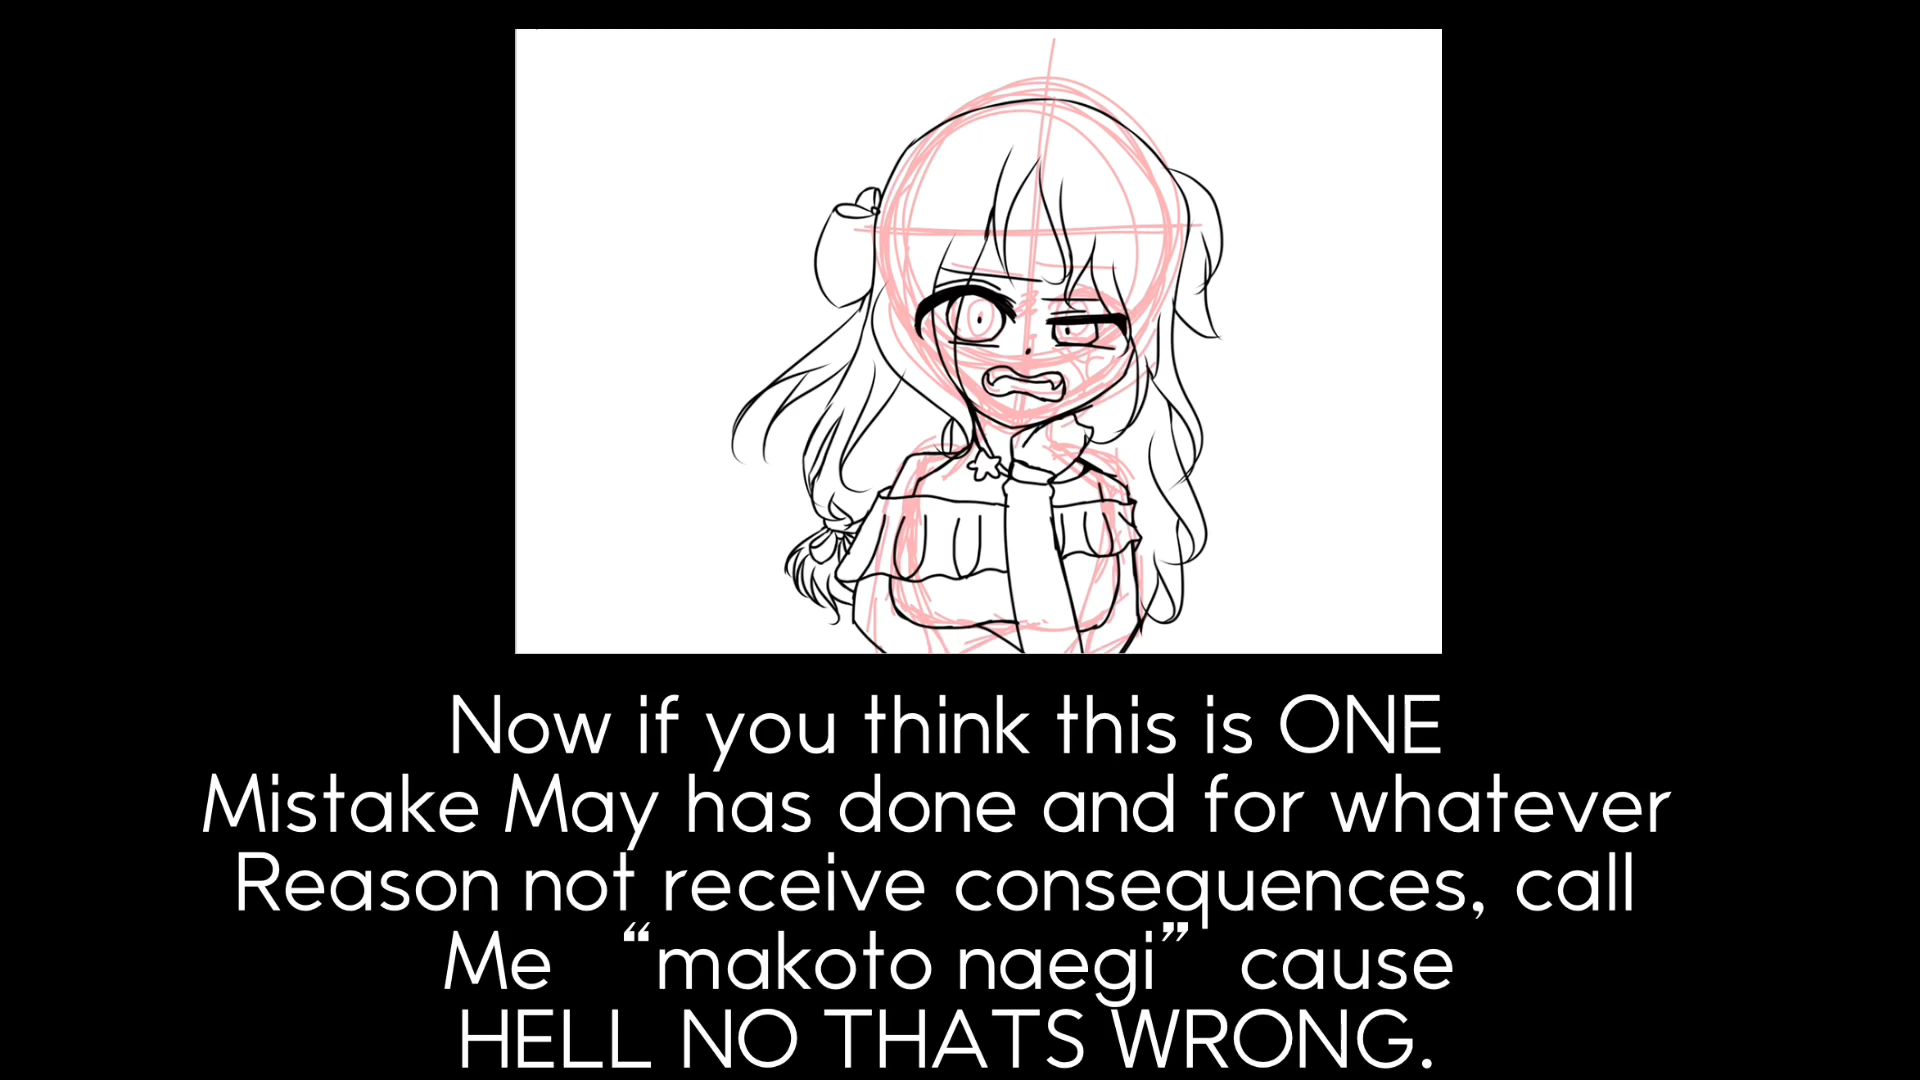 Now if you think this is ONE
Mistake May has done and for whatever
Reason not receive consequences, call
Me “makoto naegi” cause
HELL NO THATS WRONG.